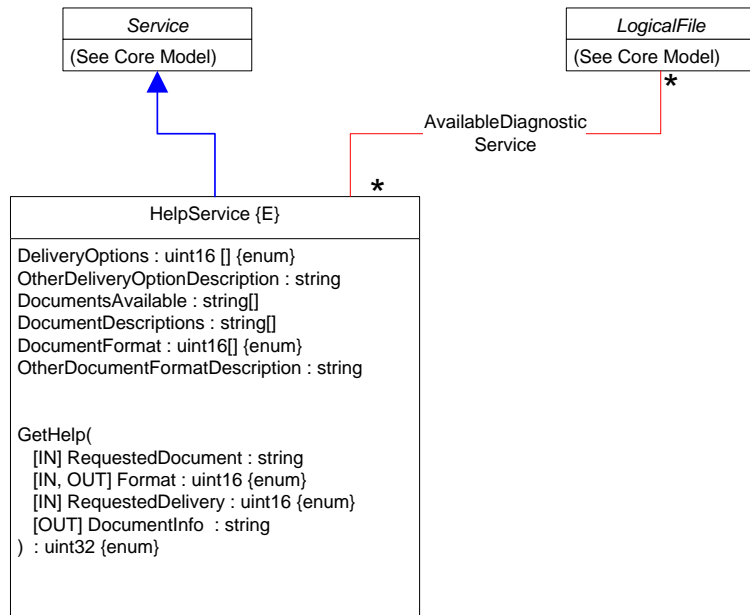 Service
(See Core Model)
LogicalFile
(See Core Model)
*
AvailableDiagnostic
Service
*
HelpService {E}
DeliveryOptions : uint16 [] {enum}
OtherDeliveryOptionDescription : string
DocumentsAvailable : string[]
DocumentDescriptions : string[]
DocumentFormat : uint16[] {enum}
OtherDocumentFormatDescription : string
GetHelp(
[IN] RequestedDocument : string
[IN, OUT] Format : uint16 {enum}
[IN] RequestedDelivery : uint16 {enum}
[OUT] DocumentInfo : string
) : uint32 {enum}